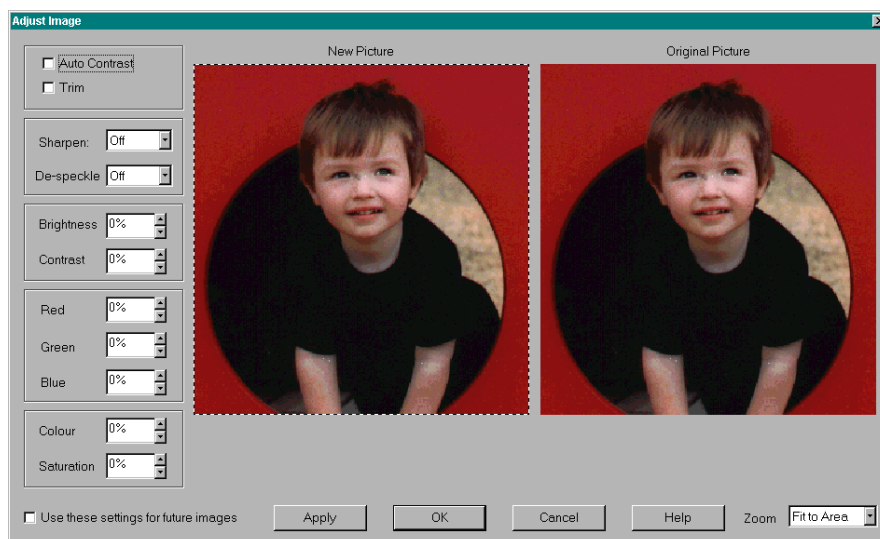 Adjust Image
Auto Contrast
Trim
Sharpen: Off
De-speckle Off
Brightness 0%
Contrast 0%
Red 0%
Green 0%
Blue 0%
Colour 0%
Saturation 0%
New Picture
Original Picture
Use these settings for future images
Apply
OK
Cancel
Help
Zoom Fit to Area